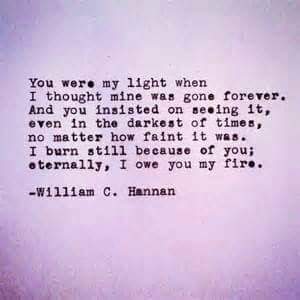 You were my light when
I thought mine was gone forever.
And you insisted on seeing it,
even in the darkest of times,
no matter how faint it was.
I burn still because of you;
eternally, I owe you my fire.
-William C. Hannan